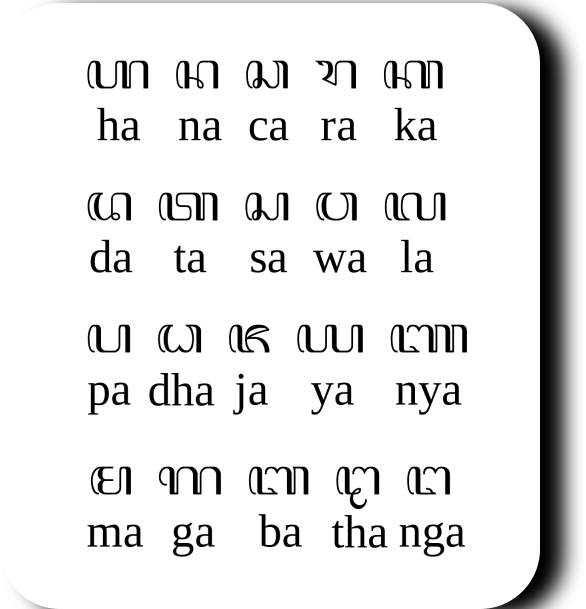 ꦲ ꦤ ꦕ ꦫ ꦏ
ha na ca ra ka
ꦢ ꦠ ꦱ ꦮ ꦭ
da ta sa wa la
ꦥ ꦝ ꦗ ꦪ ꦚ
pa dha ja ya nya
ꦩ ꦒ ꦧ ꦛ ꦔ
ma ga ba tha nga